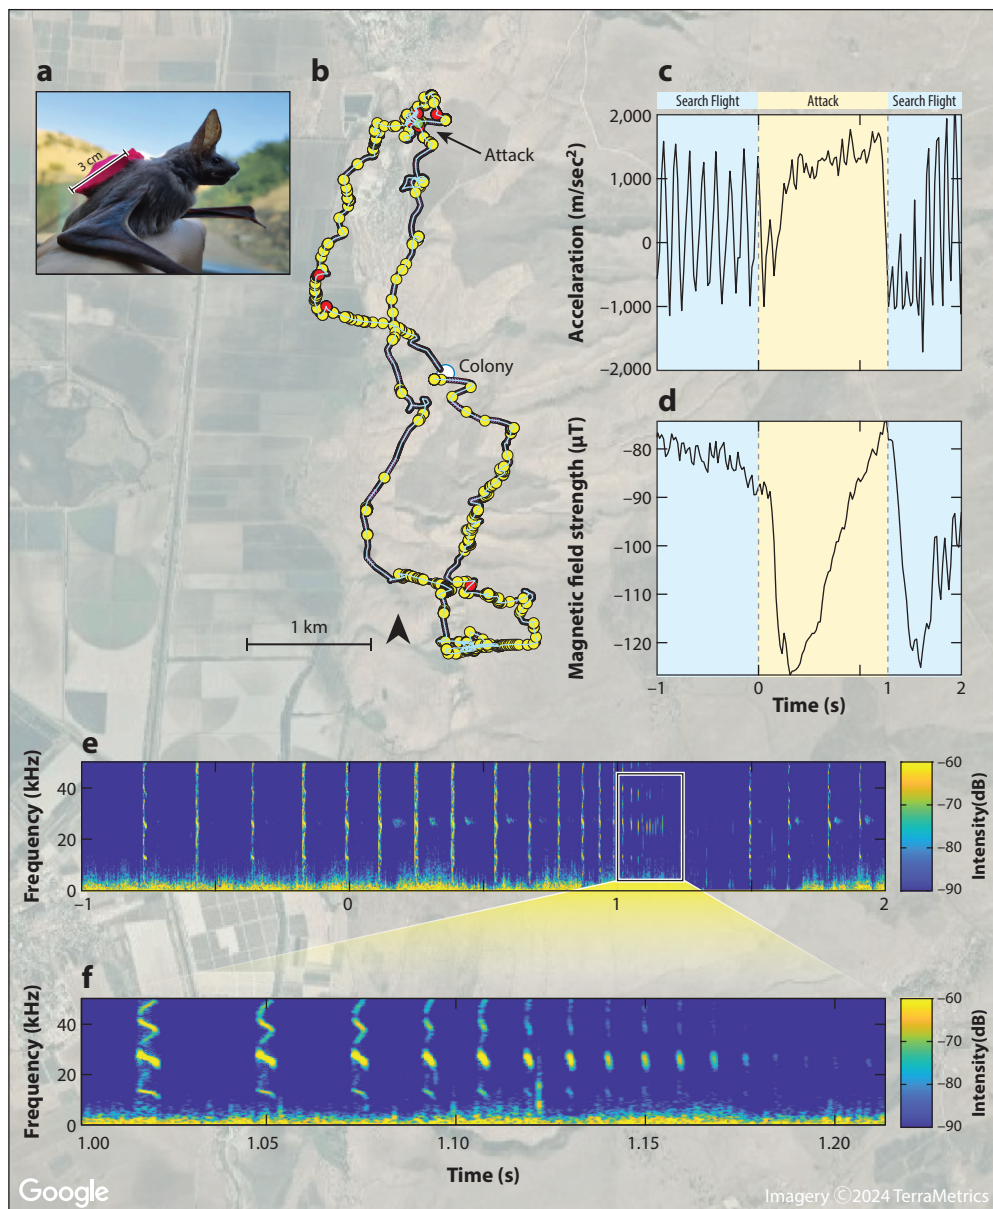 a
3 cm
b
Attack
Colony
1 km
c
Search Flight
Attack
Search Flight
Accelaration (m/sec²)
2,000
1,000
0
−1,000
−2,000
d
Magnetic field strength (μT)
−80
−90
−100
−110
−120
−1
0
1
2
Time (s)
e
Frequency (kHz)
40
20
0
−1
0
1
2
−60
−70
−80
−90
Intensity(dB)
f
Frequency (kHz)
40
20
0
1.00
1.05
1.10
1.15
1.20
−60
−70
−80
−90
Intensity(dB)
Time (s)
Google
Imagery ©2024 TerraMetrics